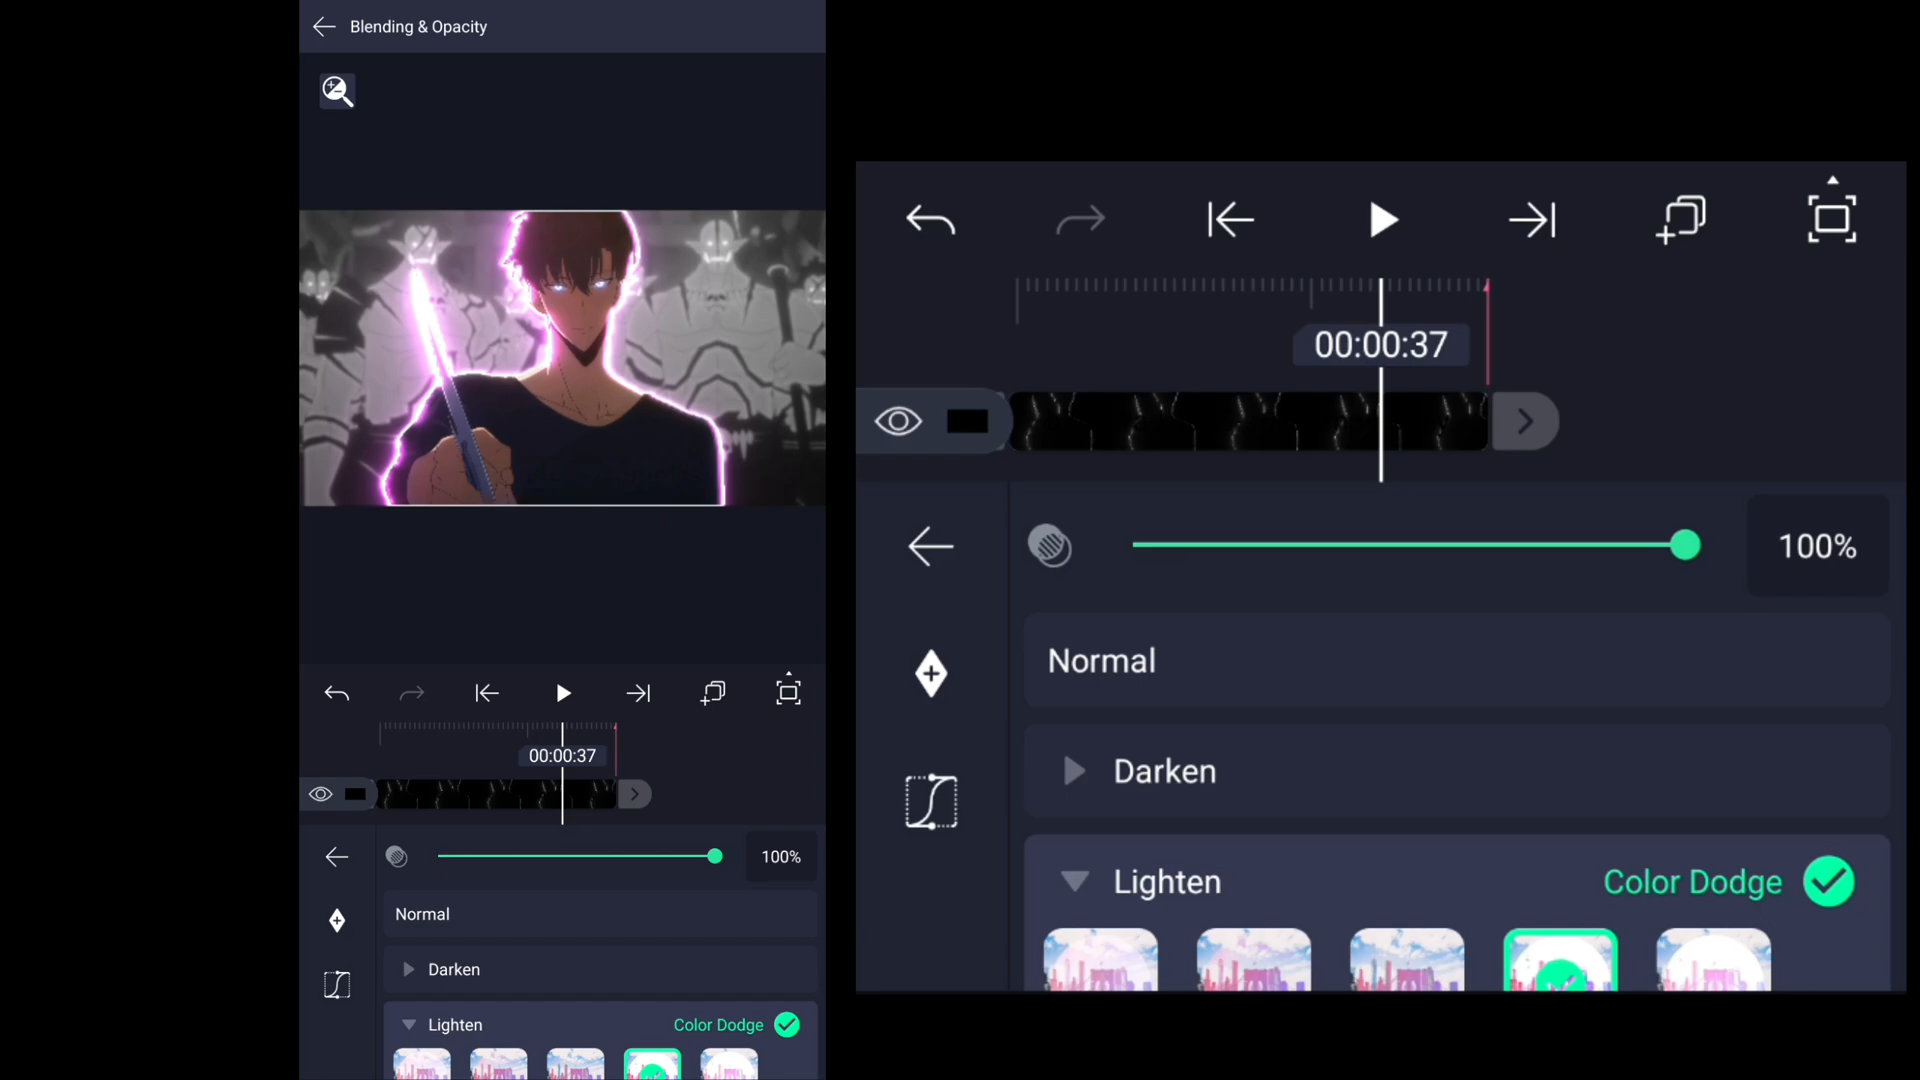 Blending & Opacity
00:00:37
100%
Normal
Darken
Lighten Color Dodge
00:00:37
100%
Normal
Darken
Lighten Color Dodge